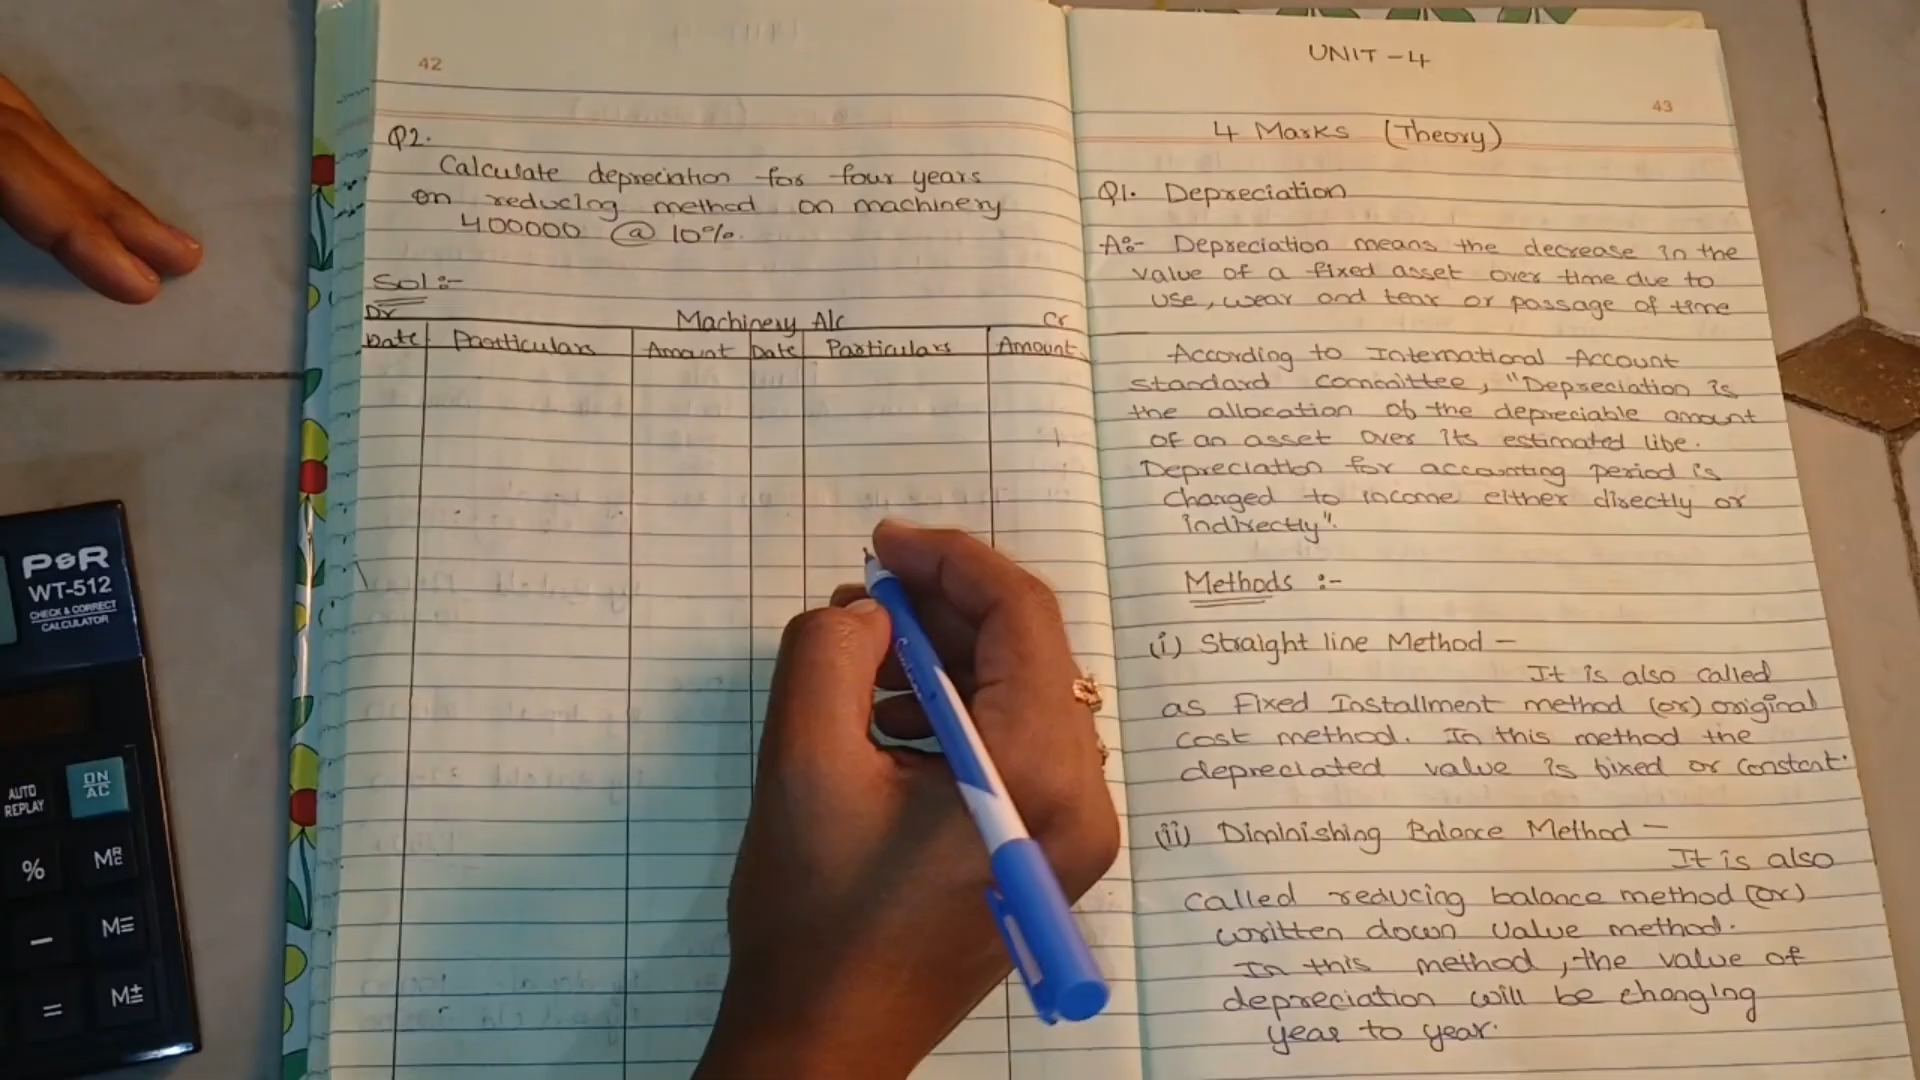 42
Q2.
Calculate depreciation for four years
on reducing method on machinery
400000 @ 10%.
Sol:-
Dr Machinery A/c Cr
Date Particulars Amount Date Particulars Amount
UNIT - 4
43
4 Marks (Theory)
Q1. Depreciation
A:- Depreciation means the decrease in the
value of a fixed asset over time due to
use, wear and tear or passage of time
According to International Account
standard committee, "Depreciation is
the allocation of the depreciable amount
of an asset over its estimated life.
Depreciation for accounting period is
charged to income either directly or
indirectly".
Methods :-
(i) Straight line Method -
It is also called
as Fixed Installment method (or) original
cost method. In this method the
depreciated value is fixed or constant.
(ii) Diminishing Balance Method -
It is also
called reducing balance method (or)
written down value method.
In this method, the value of
depreciation will be changing
year to year.
P&R
WT-512
CHECK & CORRECT
CALCULATOR
AUTO
REPLAY
ON
AC
%
MRC
-
M=
=
M±